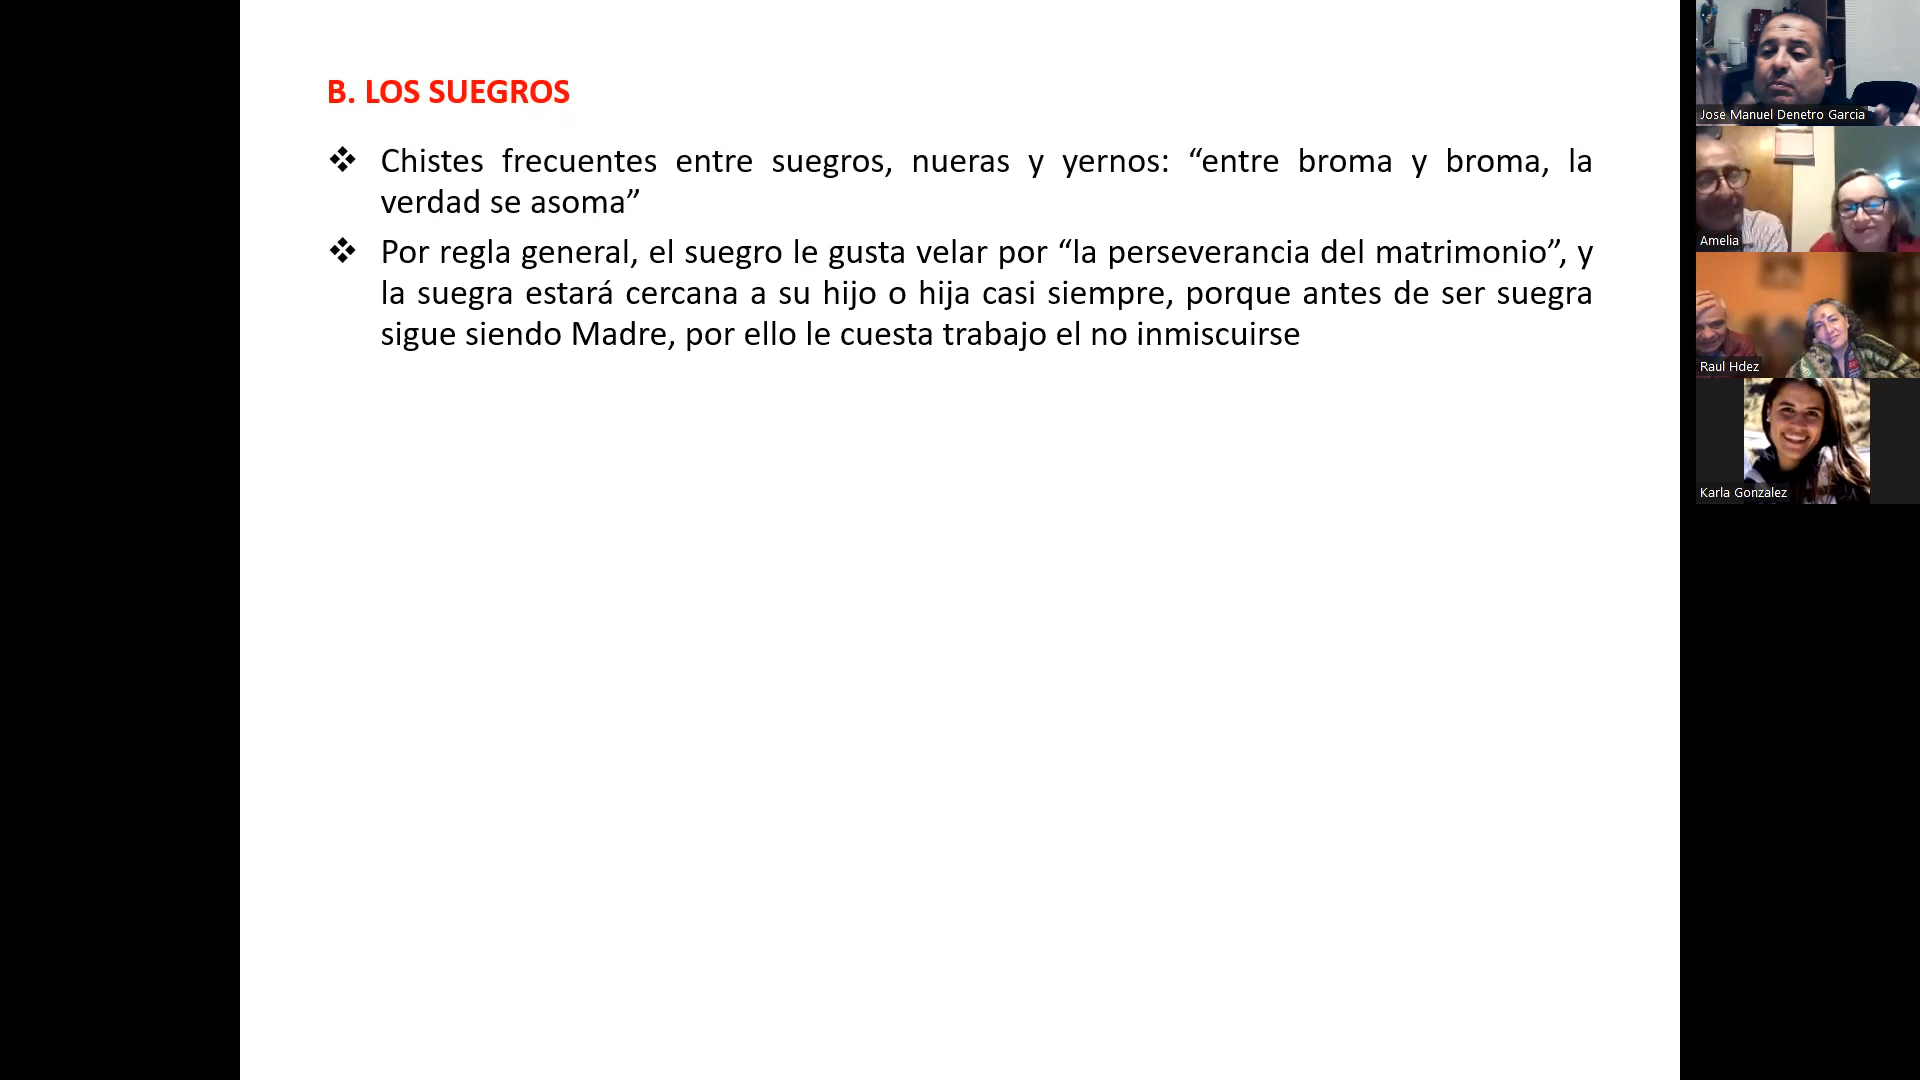 B. LOS SUEGROS
❖ Chistes frecuentes entre suegros, nueras y yernos: “entre broma y broma, la
verdad se asoma”
❖ Por regla general, el suegro le gusta velar por “la perseverancia del matrimonio”, y
la suegra estará cercana a su hijo o hija casi siempre, porque antes de ser suegra
sigue siendo Madre, por ello le cuesta trabajo el no inmiscuirse
Jose Manuel Denetro Garcia
Amelia
Raul Hdez
Karla Gonzalez